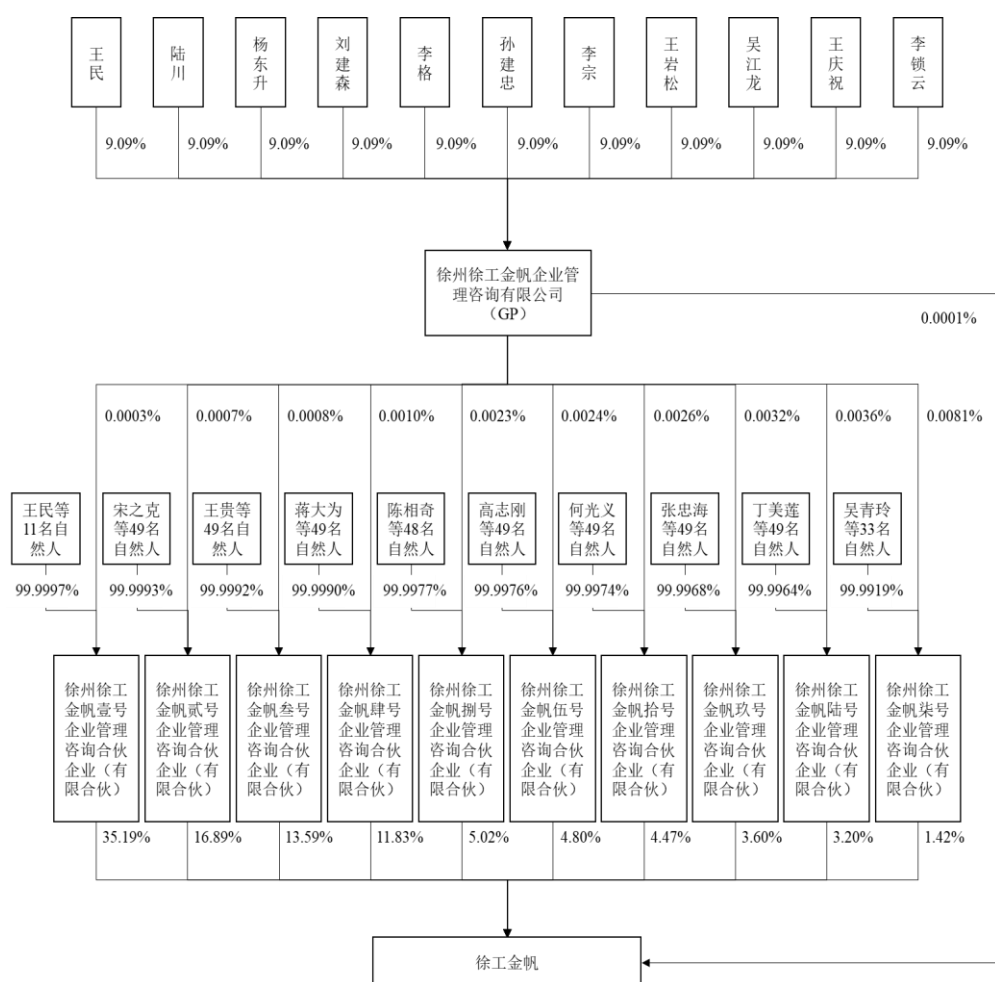 王民
陆川
杨东升
刘建森
李格
孙建忠
李宗
王岩松
吴江龙
王庆祝
李锁云
9.09%
9.09%
9.09%
9.09%
9.09%
9.09%
9.09%
9.09%
9.09%
9.09%
9.09%
徐州徐工金帆企业管
理咨询有限公司
（GP）
0.0001%
0.0003%
0.0007%
0.0008%
0.0010%
0.0023%
0.0024%
0.0026%
0.0032%
0.0036%
0.0081%
王民等
11名自
然人
宋之克
等49名
自然人
王贵等
49名自
然人
蒋大为
等49名
自然人
陈相奇
等48名
自然人
高志刚
等49名
自然人
何光义
等49名
自然人
张忠海
等49名
自然人
丁美莲
等49名
自然人
吴青玲
等33名
自然人
99.9997%
99.9993%
99.9992%
99.9990%
99.9977%
99.9976%
99.9974%
99.9968%
99.9964%
99.9919%
徐州徐工
金帆壹号
企业管理
咨询合伙
企业（有
限合伙）
徐州徐工
金帆贰号
企业管理
咨询合伙
企业（有
限合伙）
徐州徐工
金帆叁号
企业管理
咨询合伙
企业（有
限合伙）
徐州徐工
金帆肆号
企业管理
咨询合伙
企业（有
限合伙）
徐州徐工
金帆捌号
企业管理
咨询合伙
企业（有
限合伙）
徐州徐工
金帆伍号
企业管理
咨询合伙
企业（有
限合伙）
徐州徐工
金帆拾号
企业管理
咨询合伙
企业（有
限合伙）
徐州徐工
金帆玖号
企业管理
咨询合伙
企业（有
限合伙）
徐州徐工
金帆陆号
企业管理
咨询合伙
企业（有
限合伙）
徐州徐工
金帆柒号
企业管理
咨询合伙
企业（有
限合伙）
35.19%
16.89%
13.59%
11.83%
5.02%
4.80%
4.47%
3.60%
3.20%
1.42%
徐工金帆